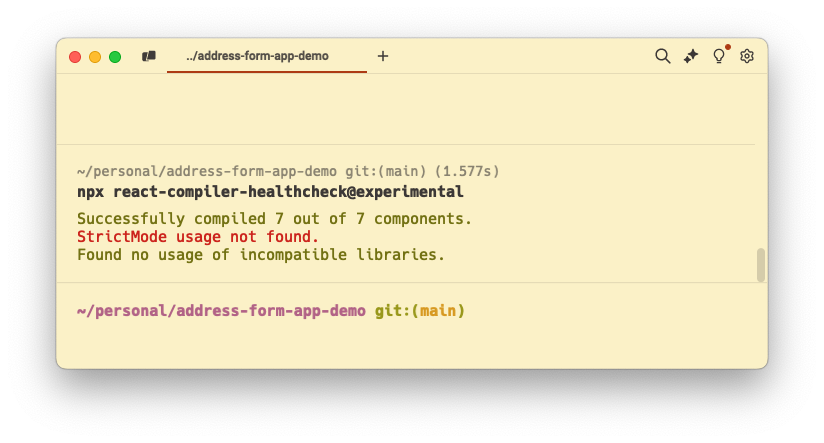 ../address-form-app-demo
~/personal/address-form-app-demo git:(main) (1.577s)
npx react-compiler-healthcheck@experimental
Successfully compiled 7 out of 7 components.
StrictMode usage not found.
Found no usage of incompatible libraries.
~/personal/address-form-app-demo git:(main)